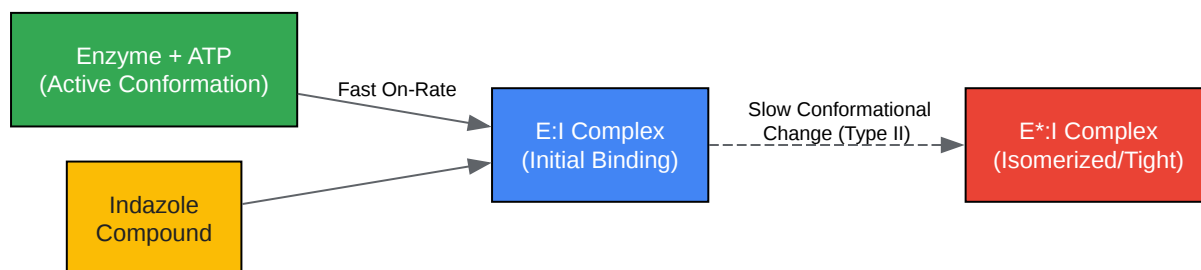 Enzyme + ATP
(Active Conformation)
Fast On-Rate
Indazole
Compound
E:I Complex
(Initial Binding)
Slow Conformational
Change (Type II)
E*:I Complex
(Isomerized/Tight)